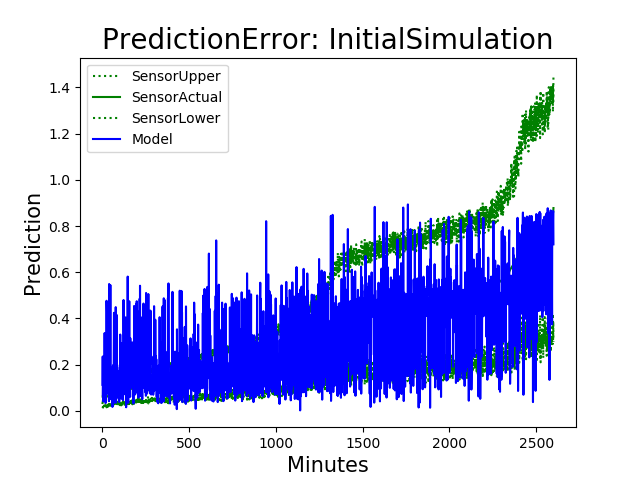 PredictionError: InitialSimulation
SensorUpper
SensorActual
SensorLower
Model
Prediction
1.4
1.2
1.0
0.8
0.6
0.4
0.2
0.0
0 500 1000 1500 2000 2500
Minutes